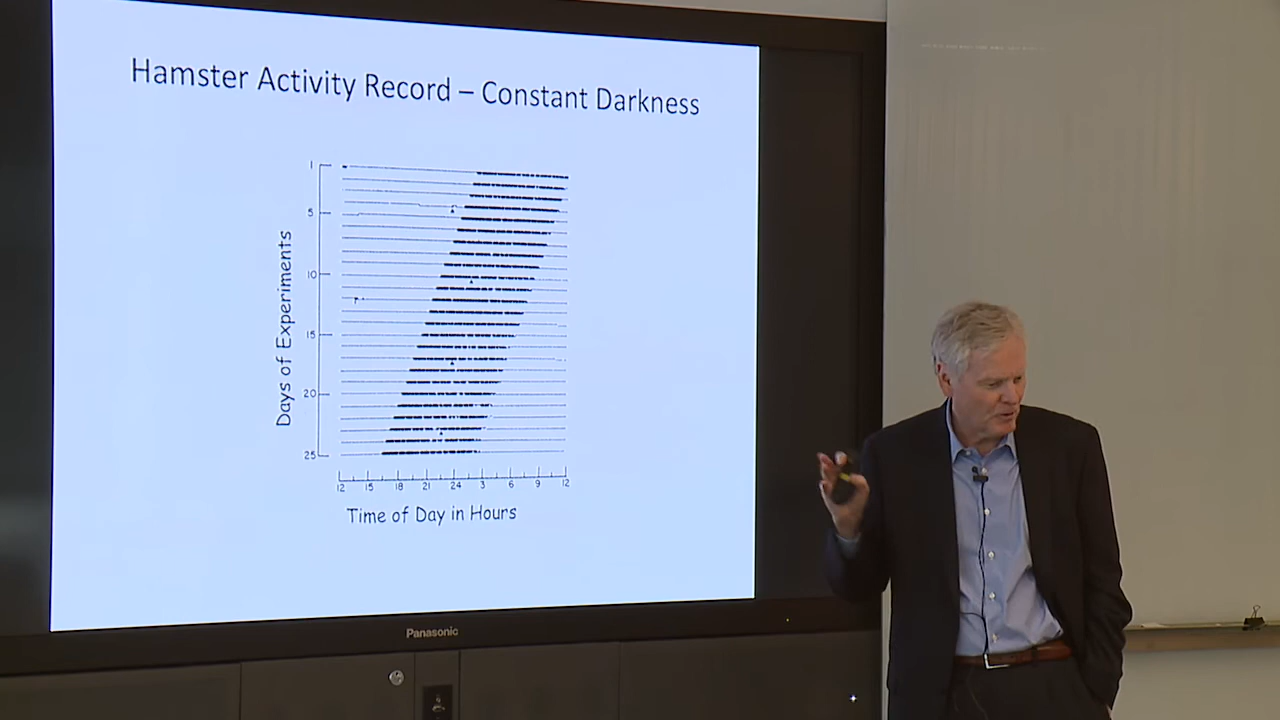 Hamster Activity Record – Constant Darkness
1
5
10
15
20
25
Days of Experiments
12 15 18 21 24 3 6 9 12
Time of Day in Hours
Panasonic